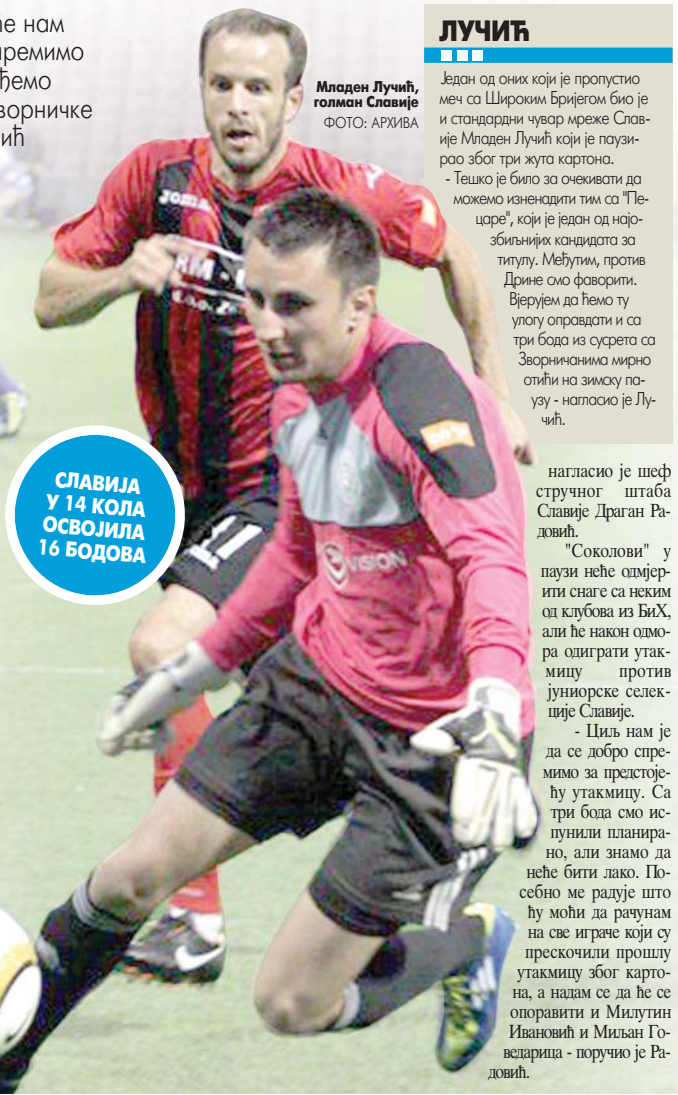 ће нам
премимо
ђемо
ворничке
ић
Младен Лучић,
голман Славије
ФОТО: АРХИВА
ЛУЧИЋ
Један од оних који је пропустио
меч са Широким Бријегом био је
и стандардни чувар мреже Слав-
ије Младен Лучић који је паузи-
рао због три жута картона.
- Тешко је било за очекивати да
можемо изненадити тим са "Пе-
царе", који је један од најо-
збиљнијих кандидата за
титулу. Међутим, против
Дрине смо фаворити.
Вјерујем да ћемо ту
улогу оправдати и са
три бода из сусрета са
Зворничанима мирно
отићи на зимску па-
узу - нагласио је Лу-
чић.
СЛАВИЈА
У 14 КОЛА
ОСВОЈИЛА
16 БОДОВА
joma
VISION
11
нагласио је шеф
стручног штаба
Славије Драган Ра-
довић.
"Соколови" у
паузи неће одмјер-
ити снаге са неким
од клубова из БиХ,
али ће након одмо-
ра одиграти утак-
мицу против
јуниорске селек-
ције Славије.
- Циљ нам је
да се добро спре-
мимо за предстоје-
ћу утакмицу. Са
три бода смо ис-
пунили планира-
но, али знамо да
неће бити лако. По-
себно ме радује што
ћу моћи да рачунам
на све играче који су
прескочили прошлу
утакмицу због карто-
на, а надам се да ће се
опоравити и Милутин
Ивановић и Миљан Го-
ведарица - поручио је Ра-
довић.